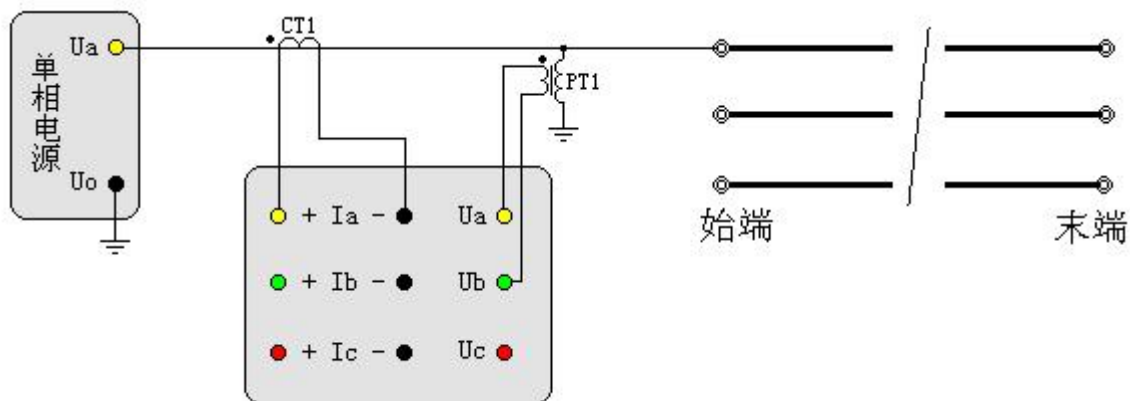 CT1
Ua
PT1
单相电源
Uo
+ Ia - Ua
+ Ib - Ub
+ Ic - Uc
始端
末端